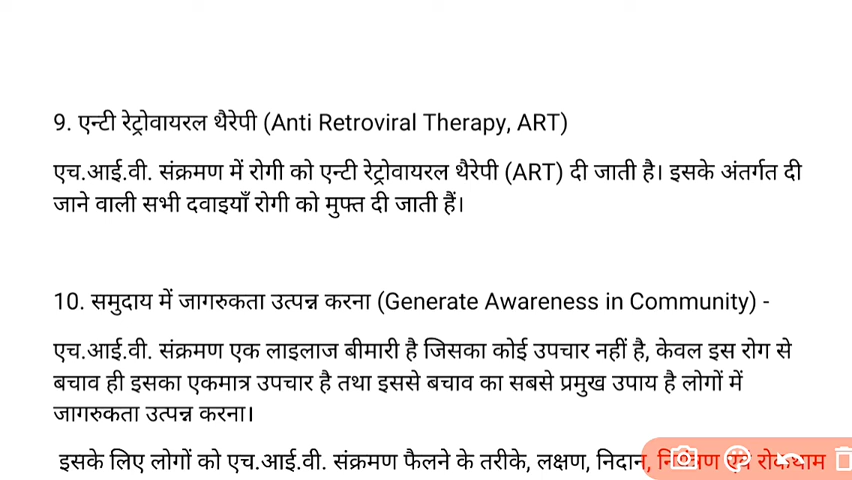 9. एन्टी रेट्रोवायरल थैरेपी (Anti Retroviral Therapy, ART)
एच.आई.वी. संक्रमण में रोगी को एन्टी रेट्रोवायरल थैरेपी (ART) दी जाती है। इसके अंतर्गत दी
जाने वाली सभी दवाइयाँ रोगी को मुफ्त दी जाती हैं।
10. समुदाय में जागरुकता उत्पन्न करना (Generate Awareness in Community) -
एच.आई.वी. संक्रमण एक लाइलाज बीमारी है जिसका कोई उपचार नहीं है, केवल इस रोग से
बचाव ही इसका एकमात्र उपचार है तथा इससे बचाव का सबसे प्रमुख उपाय है लोगों में
जागरुकता उत्पन्न करना।
इसके लिए लोगों को एच.आई.वी. संक्रमण फैलने के तरीके, लक्षण, निदान, एवं रोकथाम